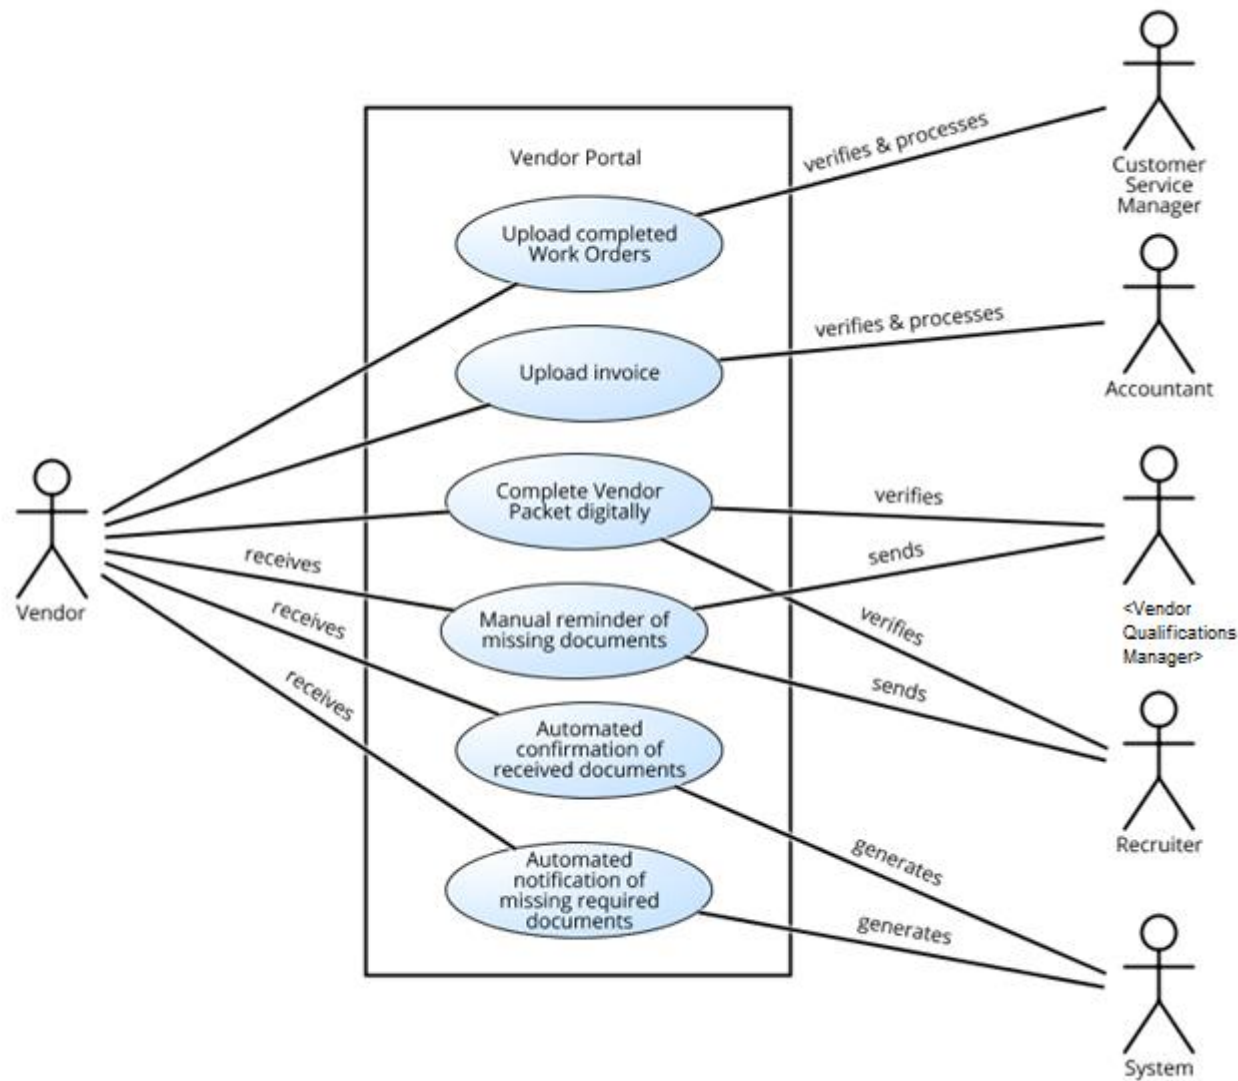 Vendor Portal
verifies & processes
Customer
Service
Manager
Upload completed
Work Orders
verifies & processes
Upload invoice
Accountant
Complete Vendor
Packet digitally
verifies
sends
receives
Vendor
Manual reminder of
missing documents
receives
verifies
<Vendor
Qualifications
Manager>
sends
receives
Automated
confirmation of
received documents
Recruiter
generates
Automated
notification of
missing required
documents
generates
System